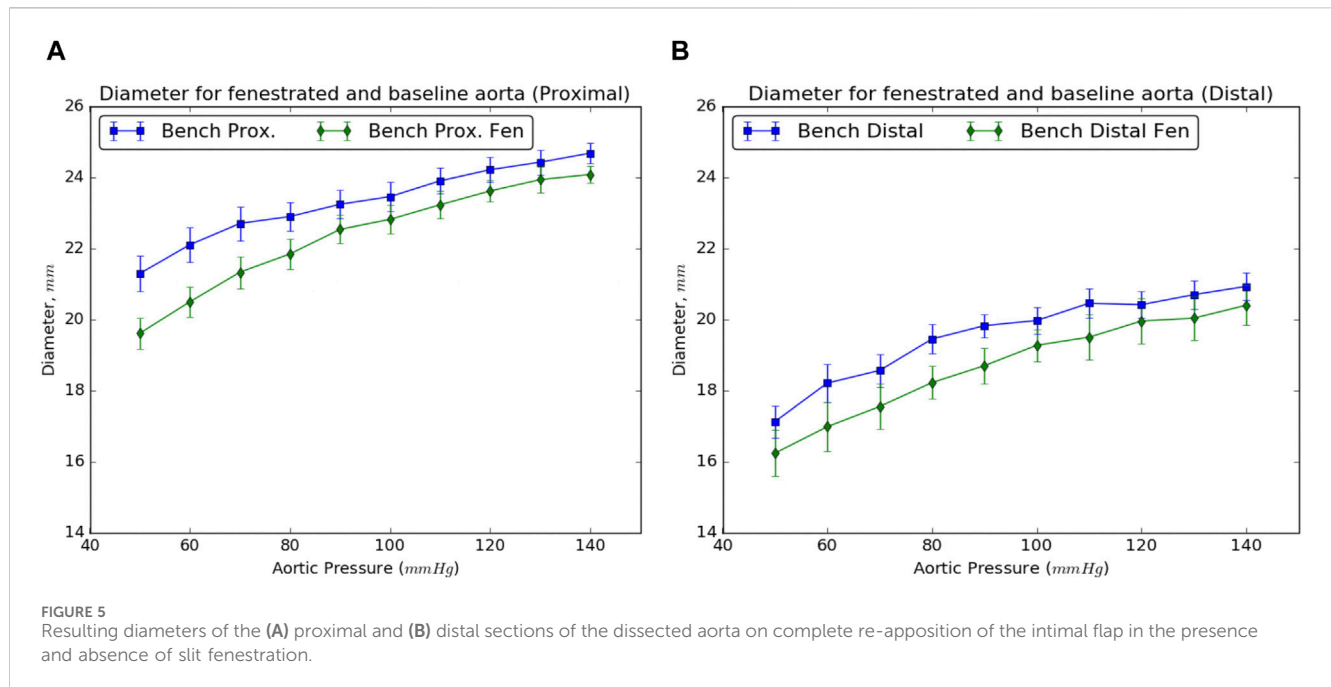 A
Diameter for fenestrated and baseline aorta (Proximal)
Bench Prox. Bench Prox. Fen
26
24
22
20
18
16
14
Diameter, mm
40 60 80 100 120 140
Aortic Pressure (mmHg)
B
Diameter for fenestrated and baseline aorta (Distal)
Bench Distal Bench Distal Fen
26
24
22
20
18
16
14
Diameter, mm
40 60 80 100 120 140
Aortic Pressure (mmHg)
FIGURE 5
Resulting diameters of the (A) proximal and (B) distal sections of the dissected aorta on complete re-apposition of the intimal flap in the presence
and absence of slit fenestration.